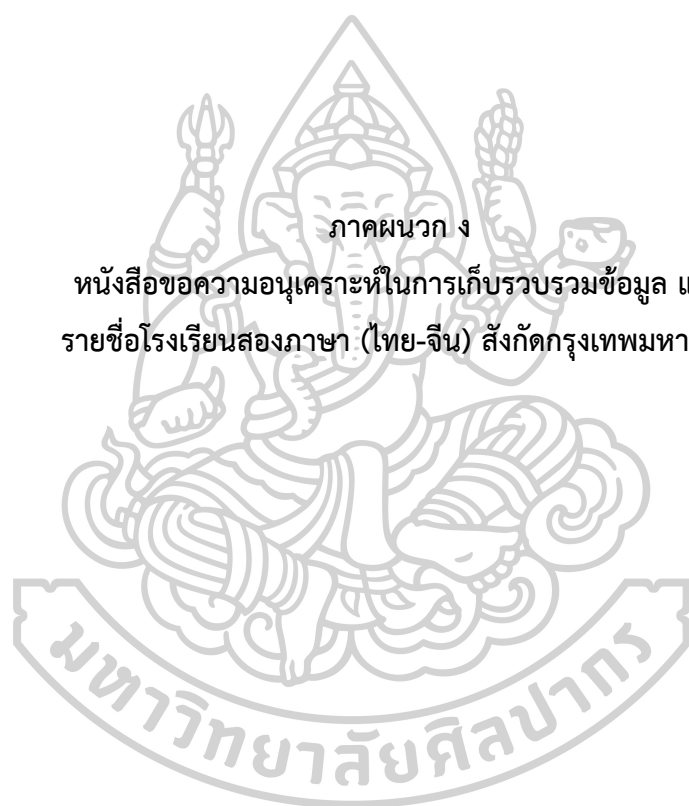 ภาคผนวก ง
หนังสือขอความอนุเคราะห์ในการเก็บรวบรวมข้อมูล
รายชื่อโรงเรียนสองภาษา (ไทย-จีน) สังกัดกรุงเทพมหา
มหาวิทยาลัยศิลปากร